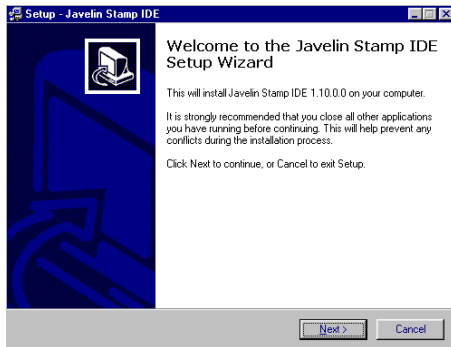 Setup - Javelin Stamp IDE
Welcome to the Javelin Stamp IDE
Setup Wizard
This will install Javelin Stamp IDE 1.10.0.0 on your computer.
It is strongly recommended that you close all other applications
you have running before continuing. This will help prevent any
conflicts during the installation process.
Click Next to continue, or Cancel to exit Setup.
Next >
Cancel